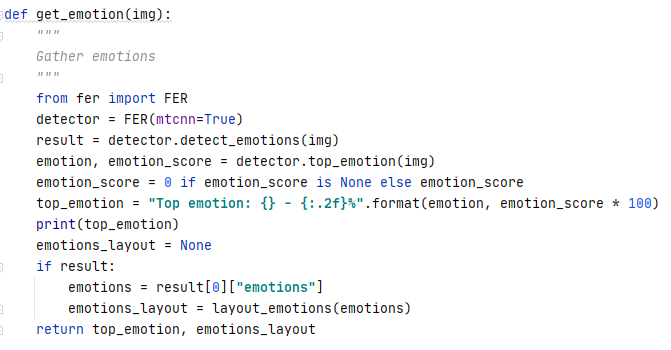 def get_emotion(img):
    """
    Gather emotions
    """
    from fer import FER
    detector = FER(mtcnn=True)
    result = detector.detect_emotions(img)
    emotion, emotion_score = detector.top_emotion(img)
    emotion_score = 0 if emotion_score is None else emotion_score
    top_emotion = "Top emotion: {} - {:.2f}%".format(emotion, emotion_score * 100)
    print(top_emotion)
    emotions_layout = None
    if result:
        emotions = result[0]["emotions"]
        emotions_layout = layout_emotions(emotions)
    return top_emotion, emotions_layout